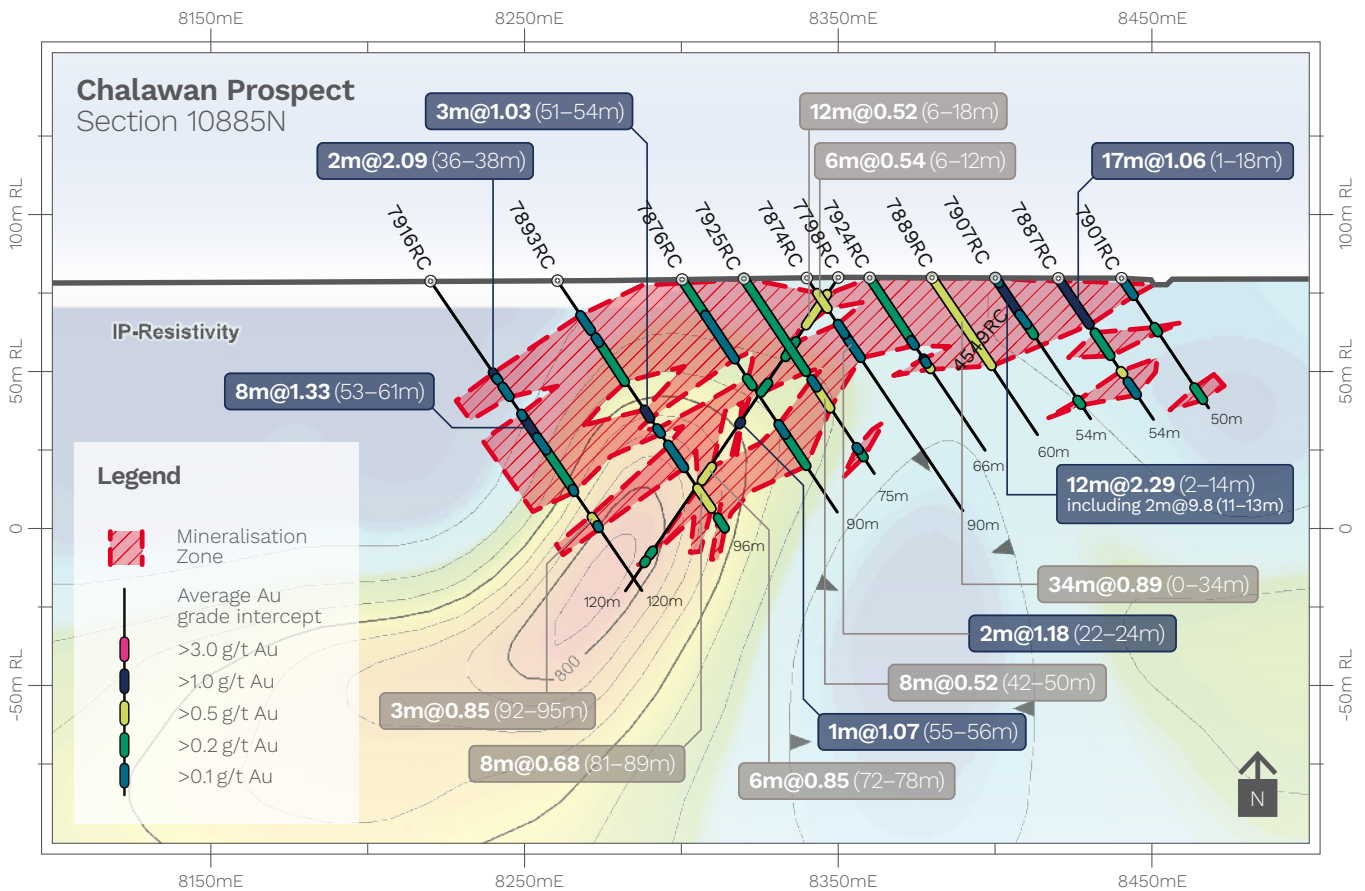 8150mE
8250mE
8350mE
8450mE
Chalawan Prospect
Section 10885N
3m@1.03 (51–54m)
12m@0.52 (6–18m)
2m@2.09 (36–38m)
6m@0.54 (6–12m)
17m@1.06 (1–18m)
100m RL
100m RL
7916RC
7893RC
7876RC
7925RC
7874RC
7798RC
7924RC
7889RC
7907RC
7887RC
7901RC
IP-Resistivity
4549RC
50m RL
50m RL
8m@1.33 (53–61m)
50m
54m
54m
60m
66m
75m
90m
90m
96m
12m@2.29 (2–14m)
including 2m@9.8 (11–13m)
0
0
Legend
Mineralisation
Zone
Average Au
grade intercept
>3.0 g/t Au
>1.0 g/t Au
>0.5 g/t Au
>0.2 g/t Au
>0.1 g/t Au
120m
120m
34m@0.89 (0–34m)
2m@1.18 (22–24m)
800
-50m RL
-50m RL
8m@0.52 (42–50m)
3m@0.85 (92–95m)
1m@1.07 (55–56m)
8m@0.68 (81–89m)
6m@0.85 (72–78m)
N
8150mE
8250mE
8350mE
8450mE